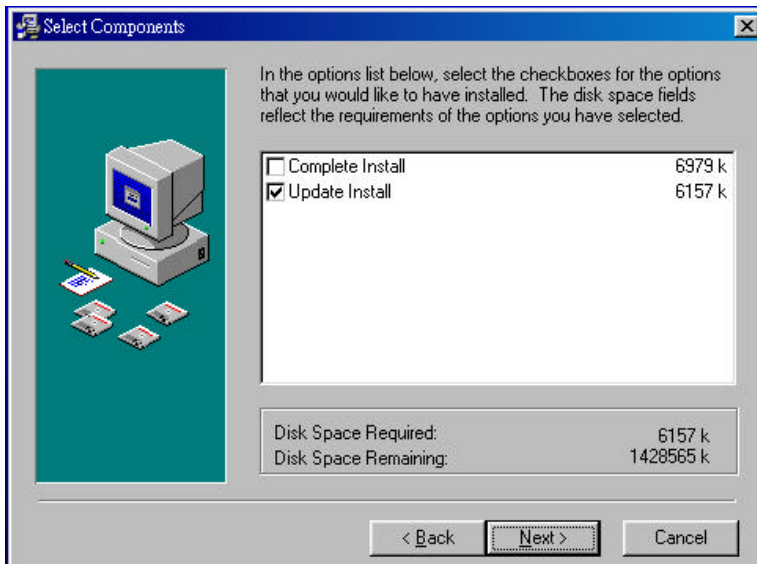 Select Components
In the options list below, select the checkboxes for the options
that you would like to have installed. The disk space fields
reflect the requirements of the options you have selected.
Complete Install 6979 k
Update Install 6157 k
Disk Space Required: 6157 k
Disk Space Remaining: 1428565 k
< Back Next > Cancel